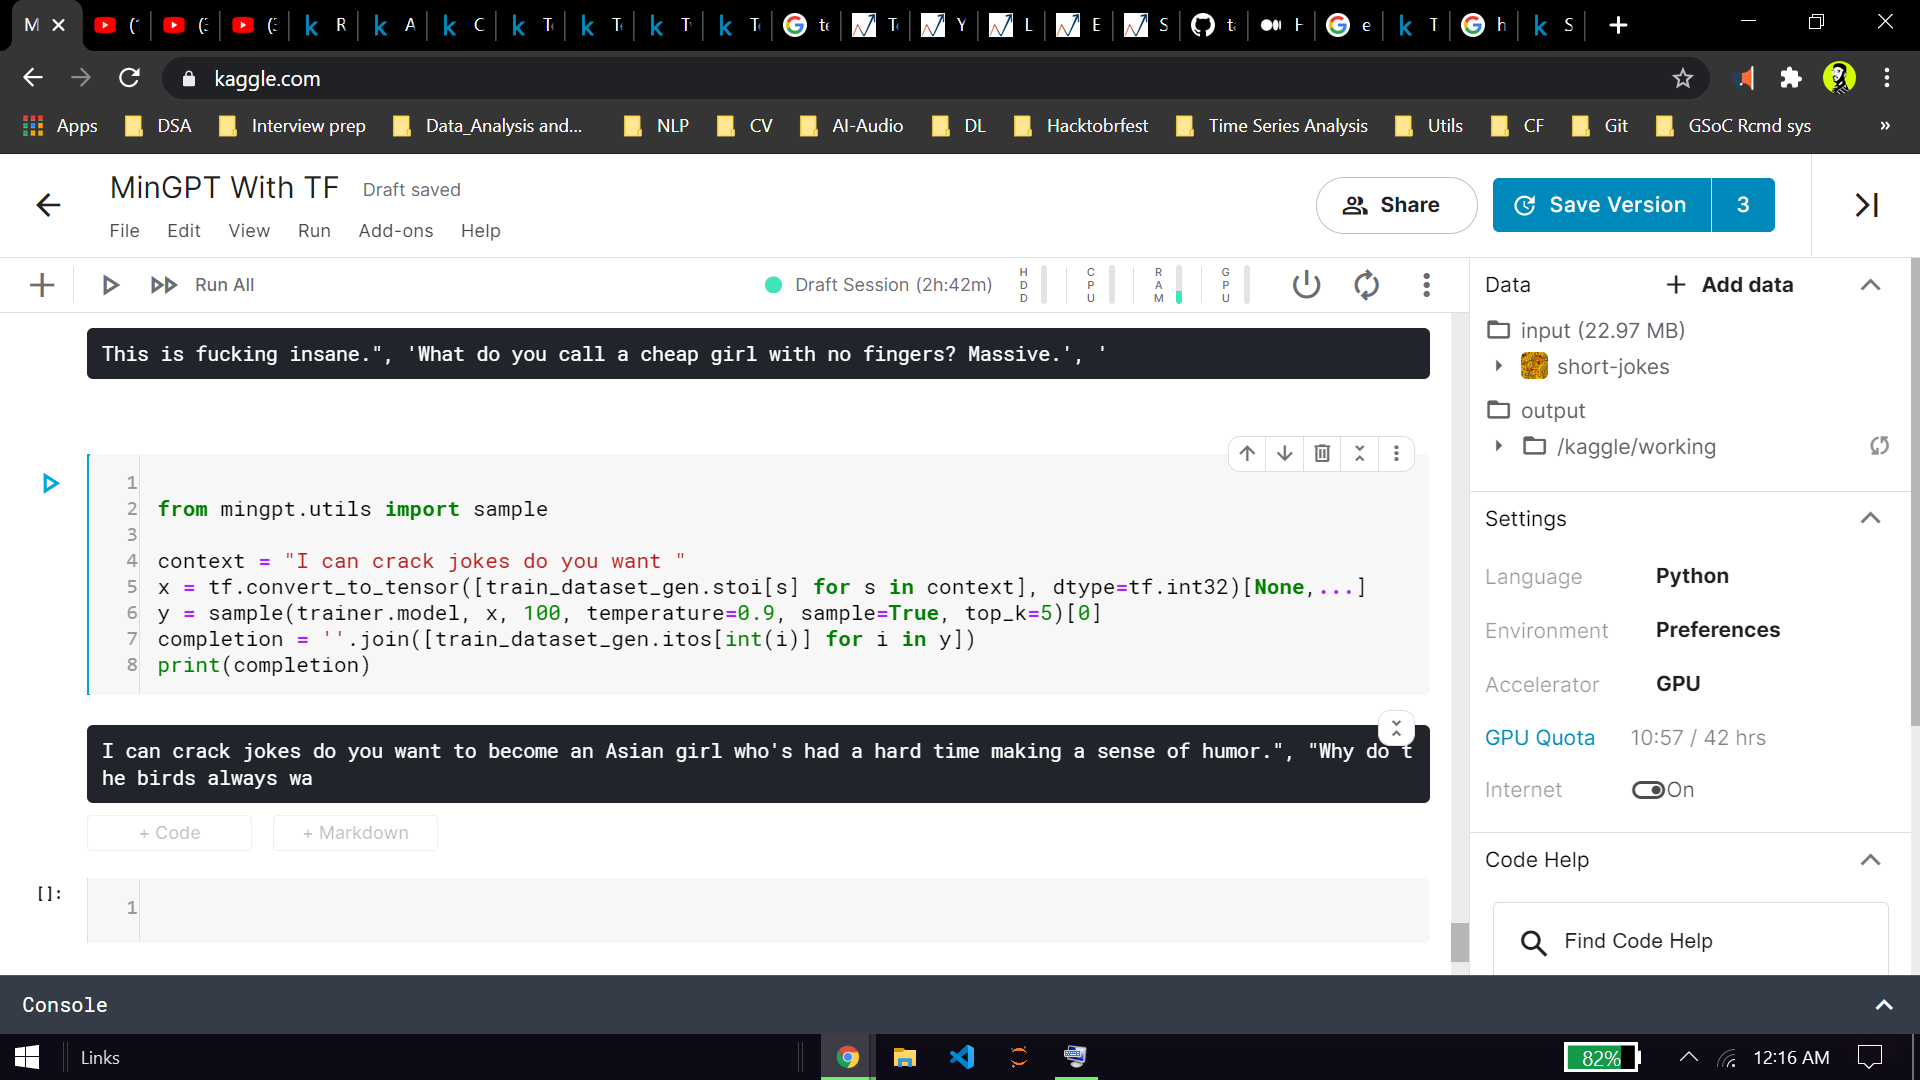 M
kaggle.com
Apps DSA Interview prep Data_Analysis and... NLP CV AI-Audio DL Hacktobrfest Time Series Analysis Utils CF Git GSoC Rcmd sys »
MinGPT With TF Draft saved
File Edit View Run Add-ons Help
Share Save Version 3
Run All Draft Session (2h:42m) HDD CPU RAM GPU
This is fucking insane.", 'What do you call a cheap girl with no fingers? Massive.', '
1
2 from mingpt.utils import sample
3
4 context = "I can crack jokes do you want "
5 x = tf.convert_to_tensor([train_dataset_gen.stoi[s] for s in context], dtype=tf.int32)[None,...]
6 y = sample(trainer.model, x, 100, temperature=0.9, sample=True, top_k=5)[0]
7 completion = ''.join([train_dataset_gen.itos[int(i)] for i in y])
8 print(completion)
I can crack jokes do you want to become an Asian girl who's had a hard time making a sense of humor.", "Why do t
he birds always wa
+ Code + Markdown
[]: 1
Data + Add data
input (22.97 MB)
short-jokes
output
/kaggle/working
Settings
Language Python
Environment Preferences
Accelerator GPU
GPU Quota 10:57 / 42 hrs
Internet On
Code Help
Find Code Help
Console
Links 82% 12:16 AM